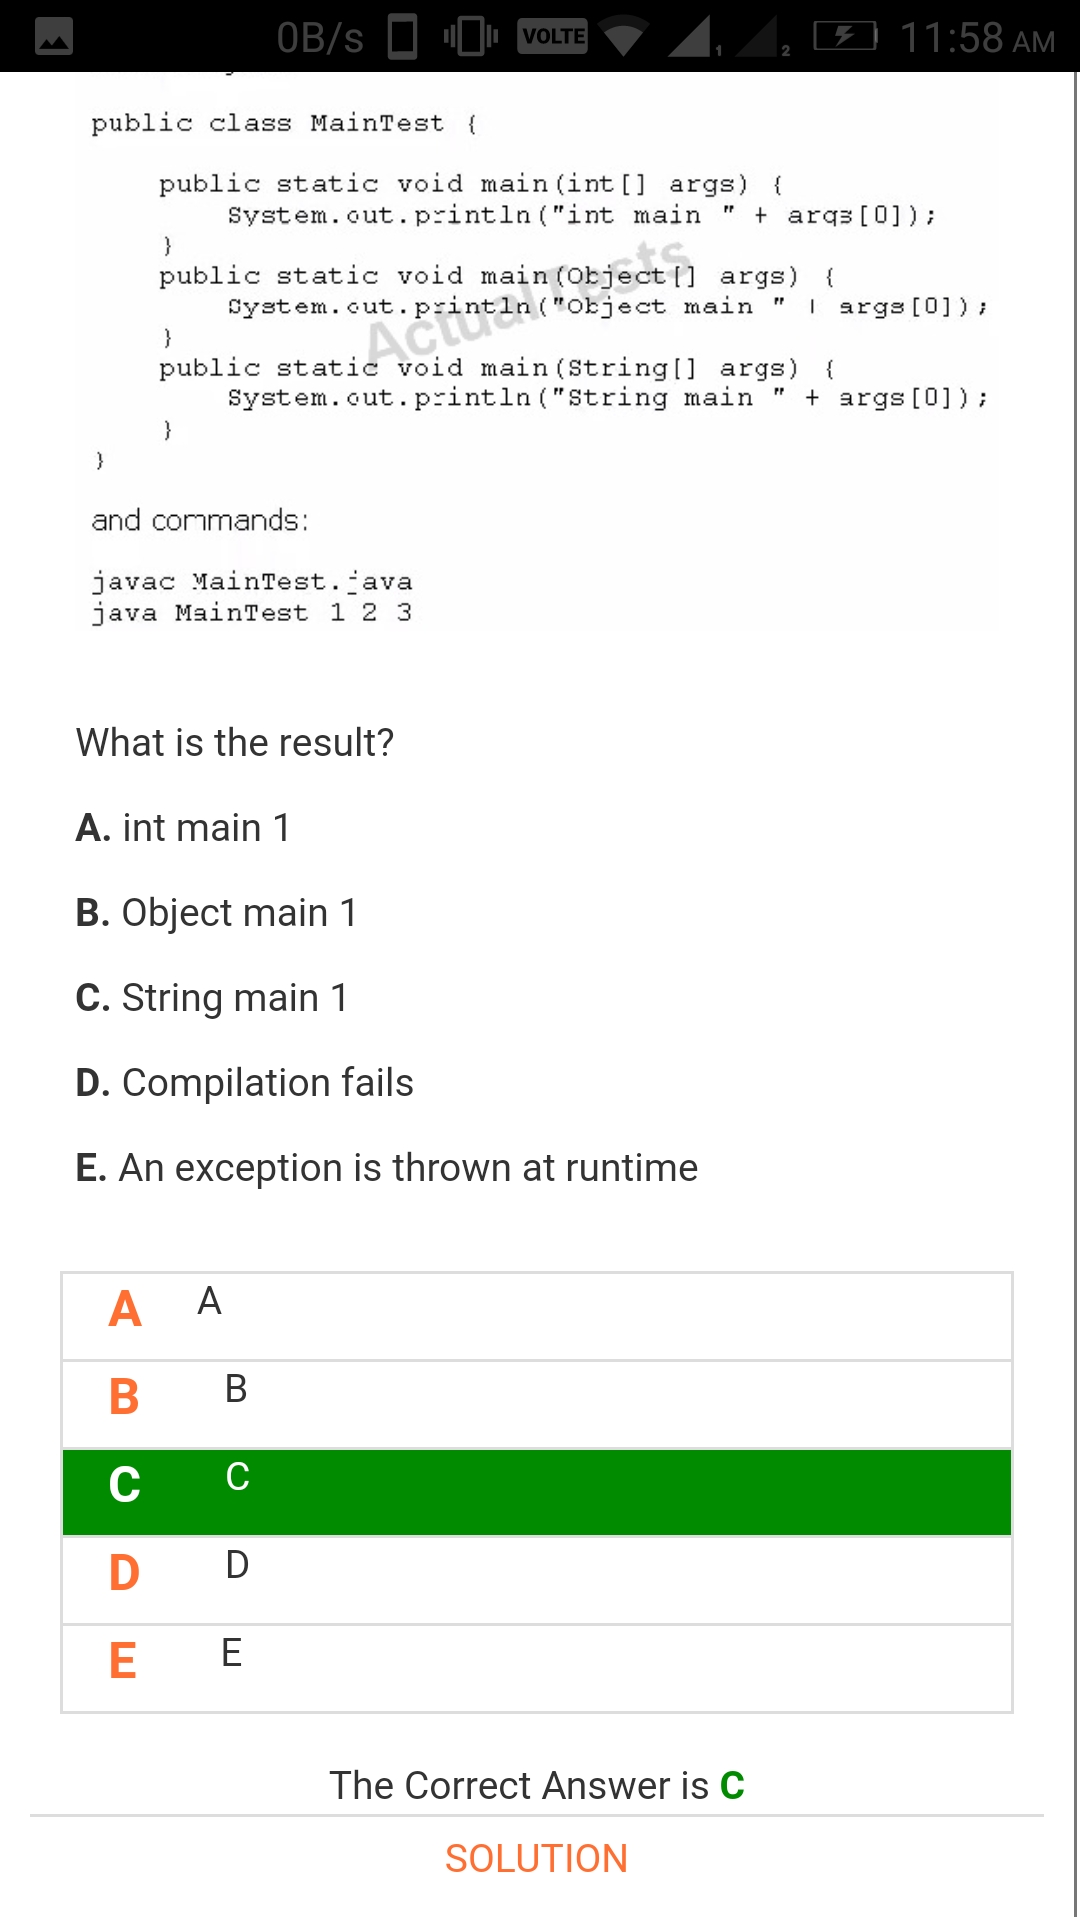 0B/s VOLTE 1 2 11:58 AM
public class MainTest {
public static void main(int[] args) {
System.out.println("int main " + args[0]);
}
public static void main(Object[] args) {
System.out.println("Object main " + args[0]);
}
public static void main(String[] args) {
System.out.println("String main " + args[0]);
}
}
ActualTests
and commands:
javac MainTest.java
java MainTest 1 2 3
What is the result?
A. int main 1
B. Object main 1
C. String main 1
D. Compilation fails
E. An exception is thrown at runtime
A A
B B
C C
D D
E E
The Correct Answer is C
SOLUTION